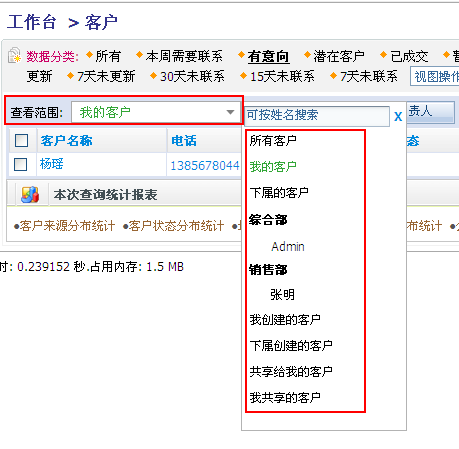 工作台 > 客户
数据分类: 所有 本周需要联系 有意向 潜在客户 已成交
更新 7天未更新 30天未联系 15天未联系 7天未联系 视图操作
查看范围: 我的客户 可按姓名搜索 x 责人
客户名称 电话 态
杨瑶 1385678044
本次查询统计报表
●客户来源分布统计 ●客户状态分布统计
时: 0.239152 秒.占用内存: 1.5 MB
所有客户
我的客户
下属的客户
综合部
Admin
销售部
张明
我创建的客户
下属创建的客户
共享给我的客户
我共享的客户